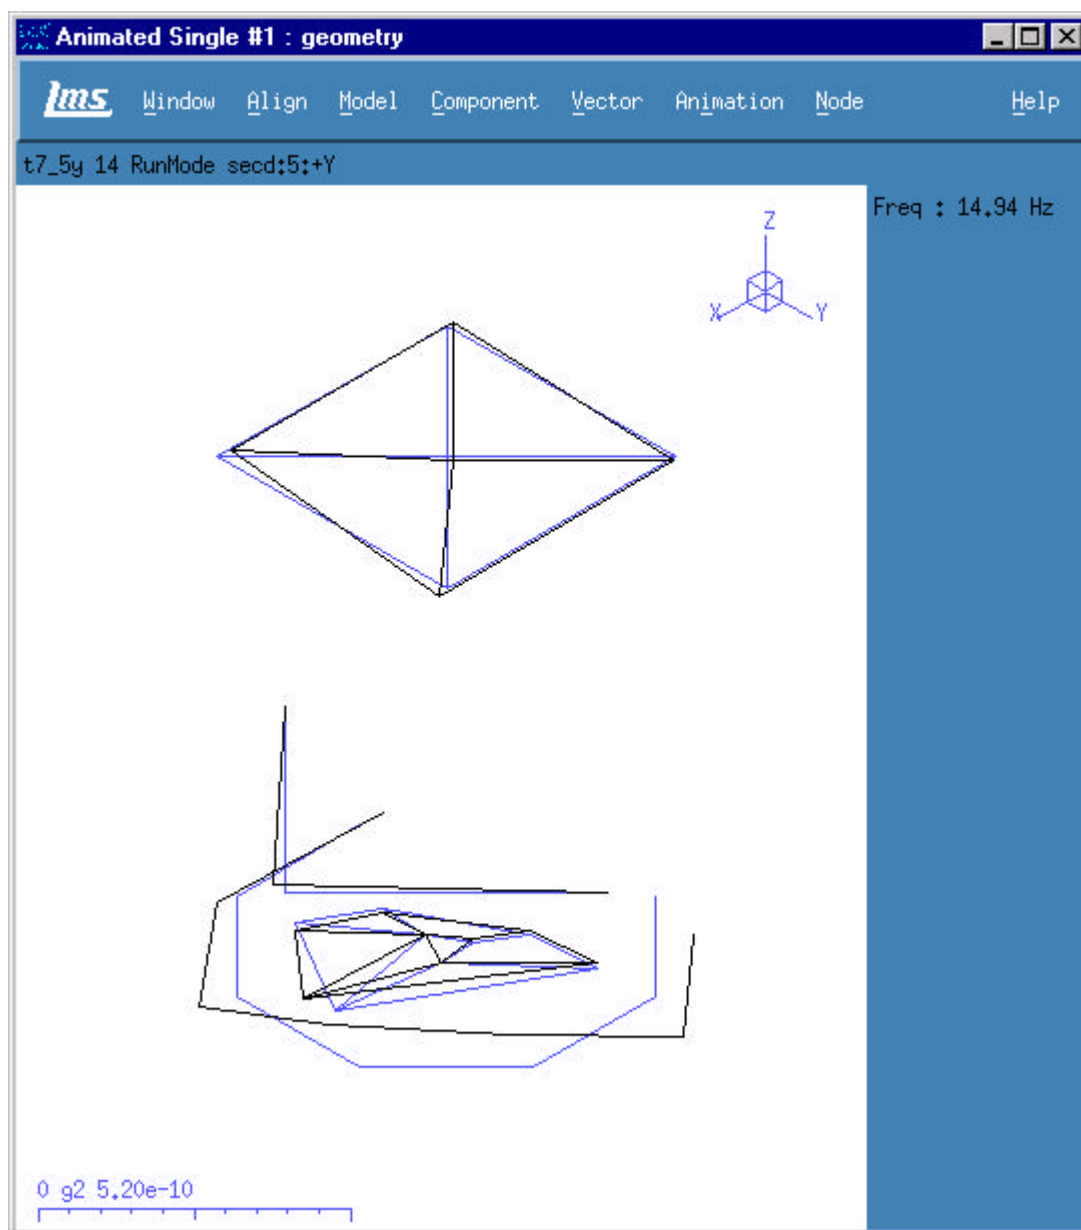 Animated Single #1 : geometry
lms Window Align Model Component Vector Animation Node Help
t7_5y 14 RunMode secd:5:+Y
Freq : 14.94 Hz
Z
X Y
0 g2 5.20e-10